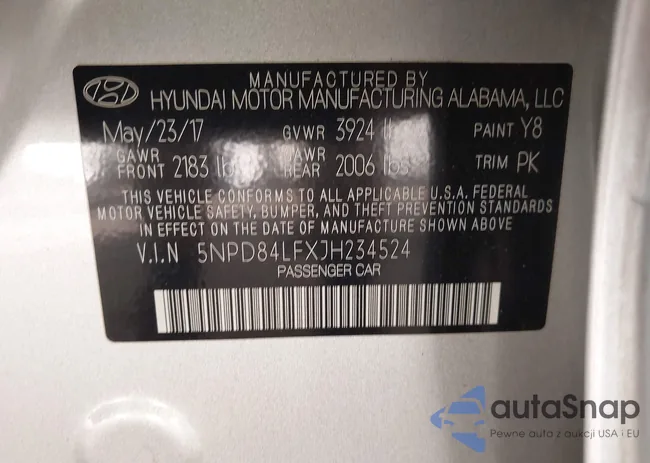 MANUFACTURED BY
HYUNDAI MOTOR MANUFACTURING ALABAMA, LLC
May/23/17 GVWR 3924 PAINT Y8
GAWR FRONT 2183 lbs GAWR REAR 2006 lbs TRIM PK
THIS VEHICLE CONFORMS TO ALL APPLICABLE U.S.A. FEDERAL
MOTOR VEHICLE SAFETY, BUMPER, AND THEFT PREVENTION STANDARDS
IN EFFECT ON THE DATE OF MANUFACTURE SHOWN ABOVE
V.I.N 5NPD84LFXJH234524
PASSENGER CAR
autaSnap
Pewne auta z aukcji USA i EU